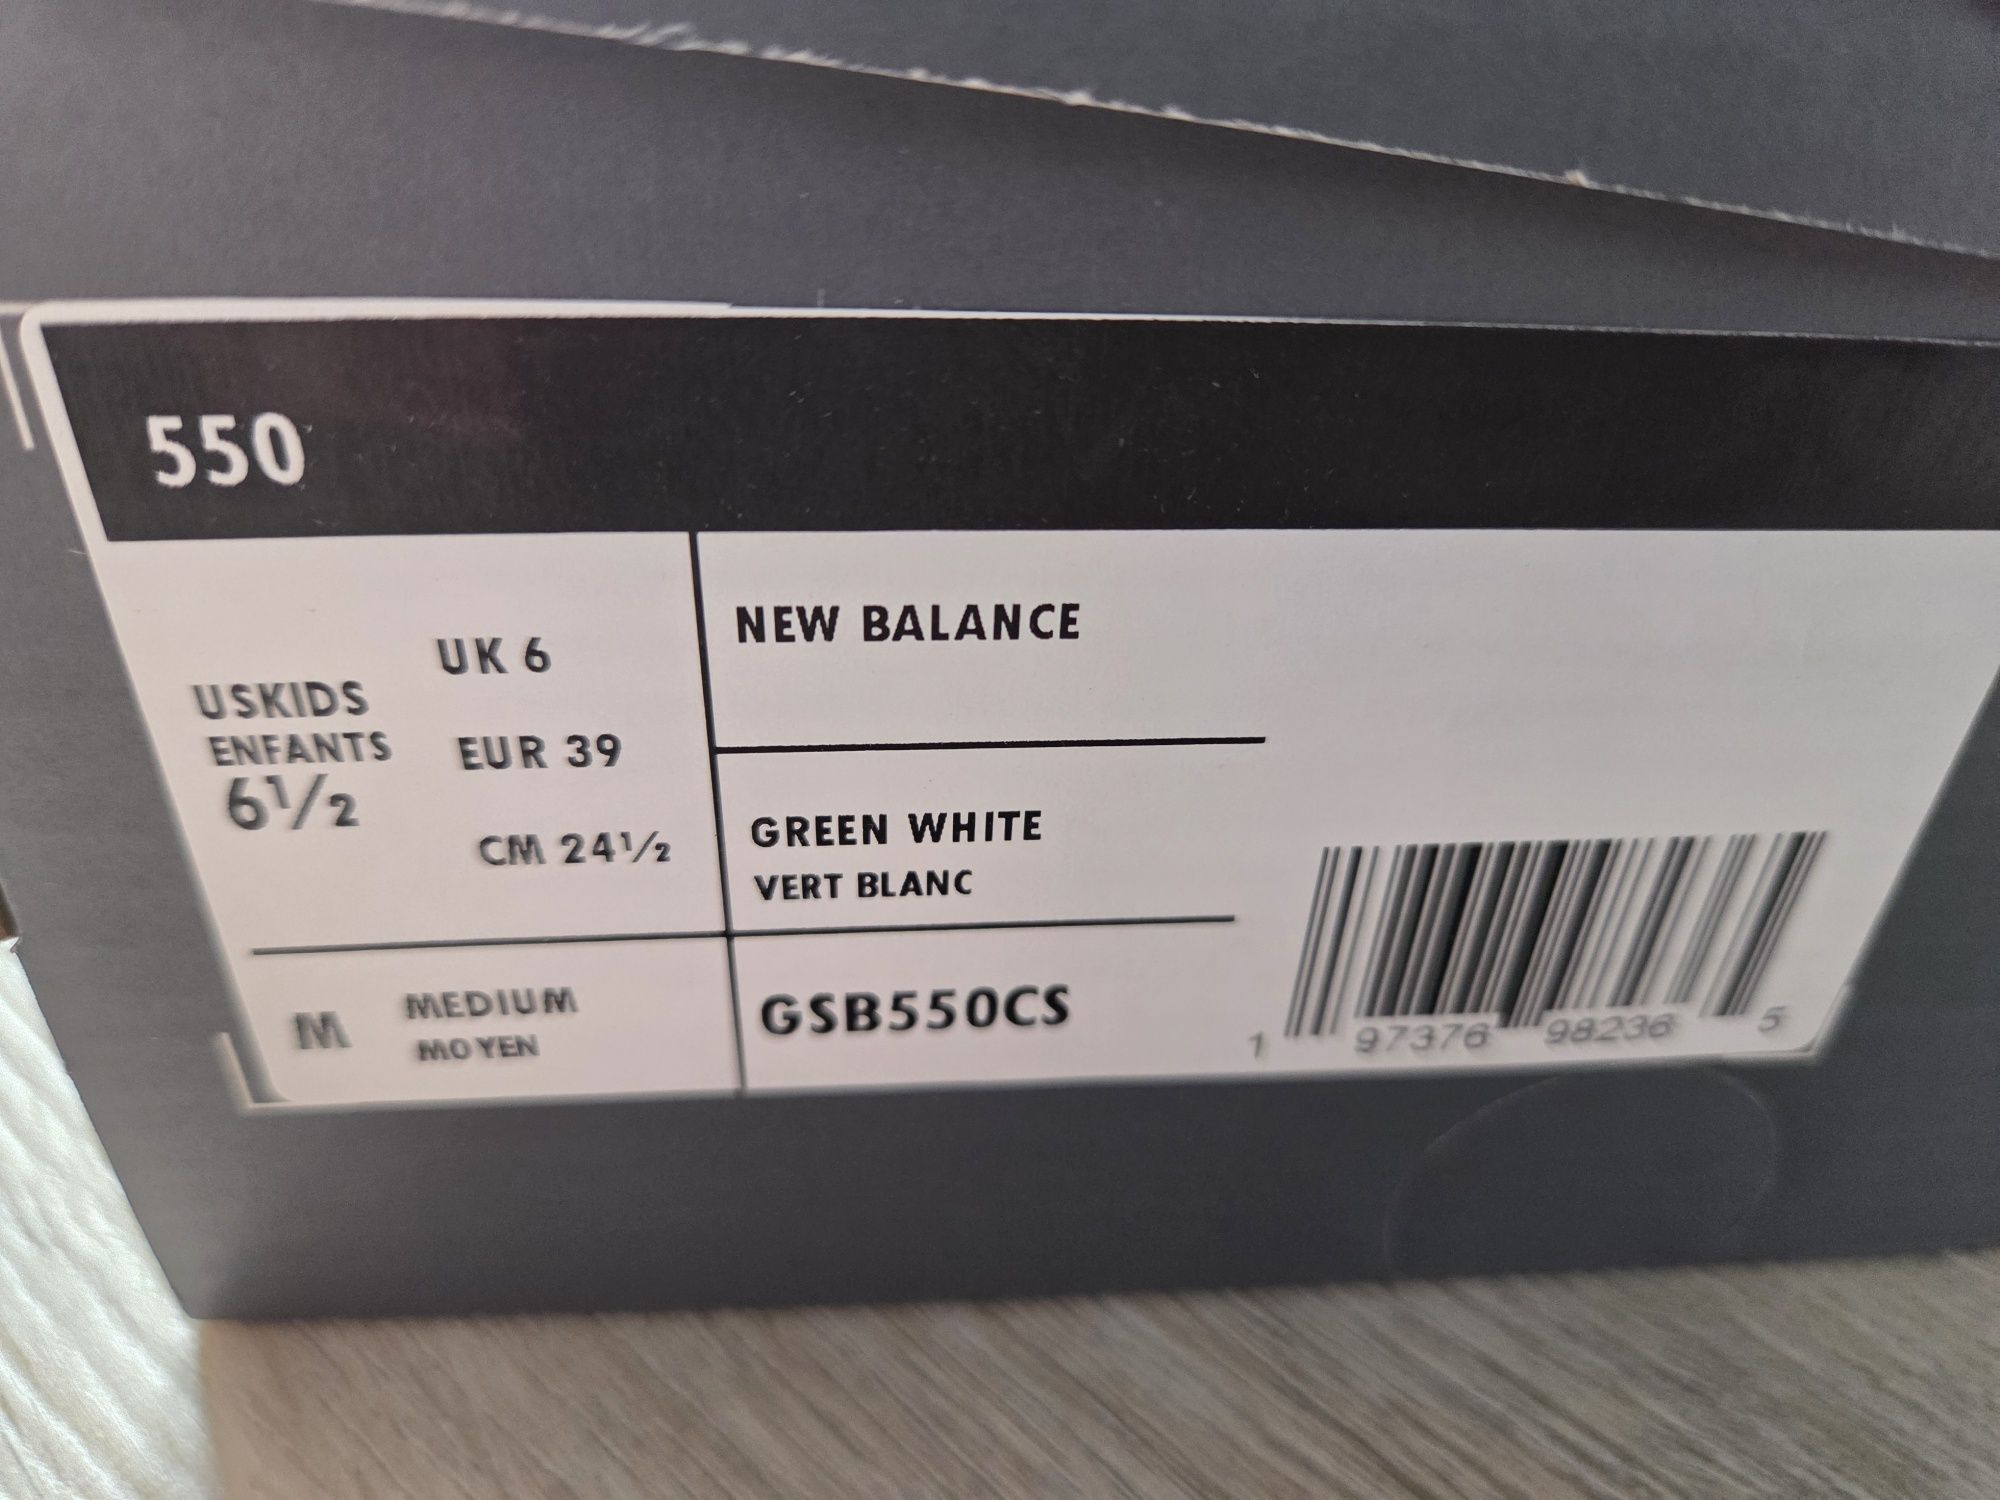 550
USKIDS
ENFANTS
6½
UK 6
EUR 39
CM 24½
NEW BALANCE
GREEN WHITE
VERT BLANC
M
MEDIUM
MOYEN
GSB550CS
1 97376 98236 5